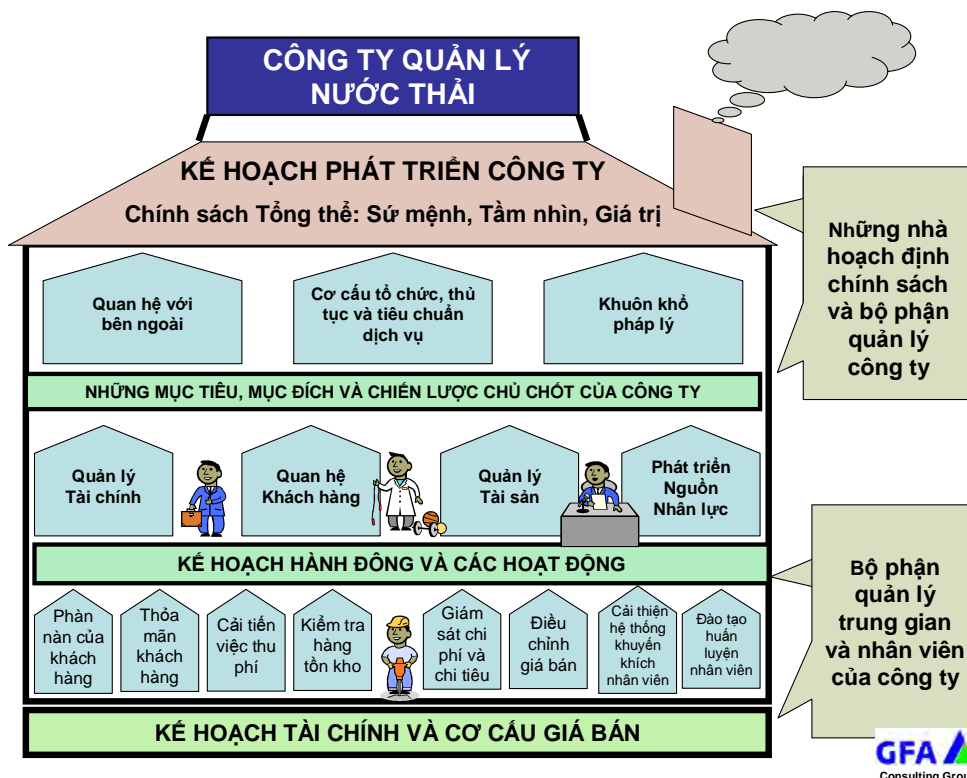 CÔNG TY QUẢN LÝ
NƯỚC THẢI
KẾ HOẠCH PHÁT TRIỂN CÔNG TY
Chính sách Tổng thể: Sứ mệnh, Tầm nhìn, Giá trị
Những nhà
hoạch định
chính sách
và bộ phận
quản lý
công ty
Quan hệ với
bên ngoài
Cơ cấu tổ chức, thủ
tục và tiêu chuẩn
dịch vụ
Khuôn khổ
pháp lý
NHỮNG MỤC TIÊU, MỤC ĐÍCH VÀ CHIẾN LƯỢC CHỦ CHỐT CỦA CÔNG TY
Quản lý
Tài chính
Quan hệ
Khách hàng
Quản lý
Tài sản
Phát triển
Nguồn
Nhân lực
KẾ HOẠCH HÀNH ĐÔNG VÀ CÁC HOẠT ĐỘNG
Bộ phận
quản lý
trung gian
và nhân viên
của công ty
Phàn
nàn của
khách
hàng
Thỏa
mãn
khách
hàng
Cải tiến
việc thu
phí
Kiểm tra
hàng
tồn kho
Giám
sát chi
phí và
chi tiêu
Điều
chỉnh
giá bán
Cải thiện
hệ thống
khuyến
khích
nhân viên
Đào tạo
huấn
luyện
nhân viên
KẾ HOẠCH TÀI CHÍNH VÀ CƠ CẤU GIÁ BÁN
GFA
Consulting Grou